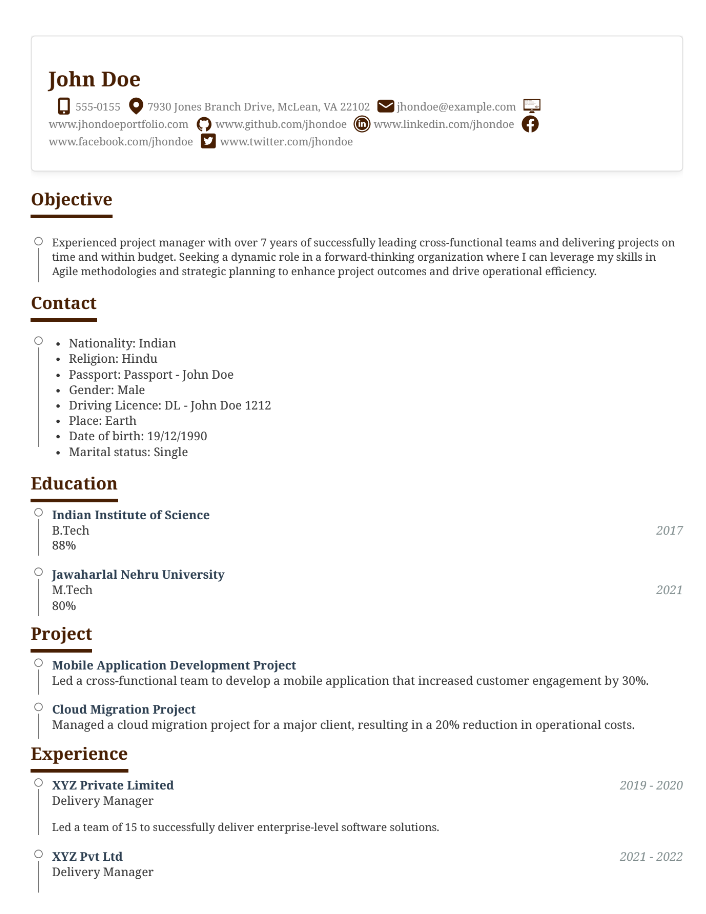 John Doe
555-0155 7930 Jones Branch Drive, McLean, VA 22102 jhondoe@example.com
www.jhondoeportfolio.com www.github.com/jhondoe www.linkedin.com/jhondoe
www.facebook.com/jhondoe www.twitter.com/jhondoe
Objective
Experienced project manager with over 7 years of successfully leading cross-functional teams and delivering projects on
time and within budget. Seeking a dynamic role in a forward-thinking organization where I can leverage my skills in
Agile methodologies and strategic planning to enhance project outcomes and drive operational efficiency.
Contact
• Nationality: Indian
• Religion: Hindu
• Passport: Passport - John Doe
• Gender: Male
• Driving Licence: DL - John Doe 1212
• Place: Earth
• Date of birth: 19/12/1990
• Marital status: Single
Education
Indian Institute of Science
B.Tech 2017
88%
Jawaharlal Nehru University
M.Tech 2021
80%
Project
Mobile Application Development Project
Led a cross-functional team to develop a mobile application that increased customer engagement by 30%.
Cloud Migration Project
Managed a cloud migration project for a major client, resulting in a 20% reduction in operational costs.
Experience
XYZ Private Limited 2019 - 2020
Delivery Manager
Led a team of 15 to successfully deliver enterprise-level software solutions.
XYZ Pvt Ltd 2021 - 2022
Delivery Manager